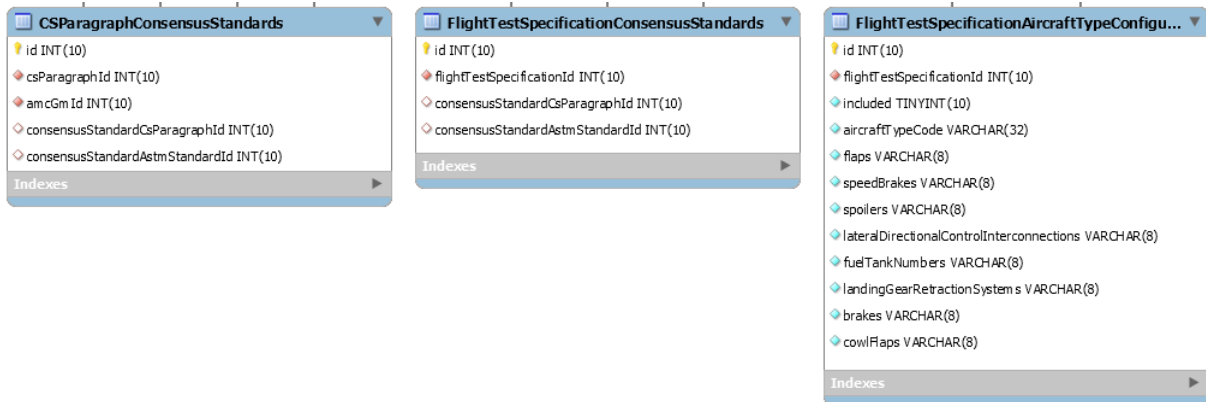 CSParagraphConsensusStandards
id INT(10)
csParagraphId INT(10)
amcGmId INT(10)
consensusStandardCsParagraphId INT(10)
consensusStandardAstmStandardId INT(10)
Indexes
FlightTestSpecificationConsensusStandards
id INT(10)
flightTestSpecificationId INT(10)
consensusStandardCsParagraphId INT(10)
consensusStandardAstmStandardId INT(10)
Indexes
FlightTestSpecificationAircraftTypeConfigu...
id INT(10)
flightTestSpecificationId INT(10)
included TINYINT(10)
aircraftTypeCode VARCHAR(32)
flaps VARCHAR(8)
speedBrakes VARCHAR(8)
spoilers VARCHAR(8)
lateralDirectionalControlInterconnections VARCHAR(8)
fuelTankNumbers VARCHAR(8)
landingGearRetractionSystems VARCHAR(8)
brakes VARCHAR(8)
cowlFlaps VARCHAR(8)
Indexes